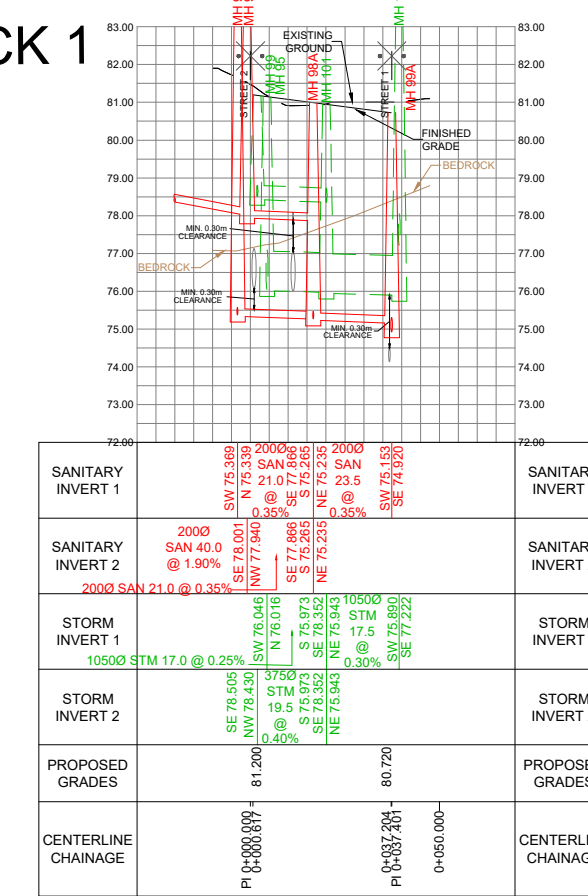 CK 1
83.00
82.00
81.00
80.00
79.00
78.00
77.00
76.00
75.00
74.00
73.00
72.00
83.00
82.00
81.00
80.00
79.00
78.00
77.00
76.00
75.00
74.00
73.00
72.00
STREET 2
MH 99
MH 95
MH 98A
MH 101
STREET 1
MH 99A
EXISTING
GROUND
FINISHED
GRADE
BEDROCK
BEDROCK
MIN. 0.30m
CLEARANCE
MIN. 0.30m
CLEARANCE
MIN. 0.30m
CLEARANCE
SANITARY
INVERT 1
SW 75.369
N 75.339
200Ø
SAN
21.0
@
0.35%
SE 77.866
S 75.265
NE 75.235
200Ø
SAN
23.5
@
0.35%
SW 75.153
SE 74.920
SANITAR
INVERT
SANITARY
INVERT 2
200Ø
SAN 40.0
@ 1.90%
SE 78.001
NW 77.940
SE 77.866
S 75.265
NE 75.235
200Ø SAN 21.0 @ 0.35%
SANITAR
INVERT
STORM
INVERT 1
SW 76.046
N 76.016
S 75.973
SE 78.352
NE 75.943
1050Ø
STM
17.5
@
0.30%
SW 75.890
SE 77.222
1050Ø STM 17.0 @ 0.25%
STORM
INVERT
STORM
INVERT 2
SE 78.505
NW 78.430
375Ø
STM
19.5
@
0.40%
S 75.973
SE 78.352
NE 75.943
STORM
INVERT
PROPOSED
GRADES
81.200
80.720
PROPOSE
GRADES
CENTERLINE
CHAINAGE
PI 0+000.000
0+000.617
0+037.204
PI 0+037.401
0+050.000
CENTERLI
CHAINAG